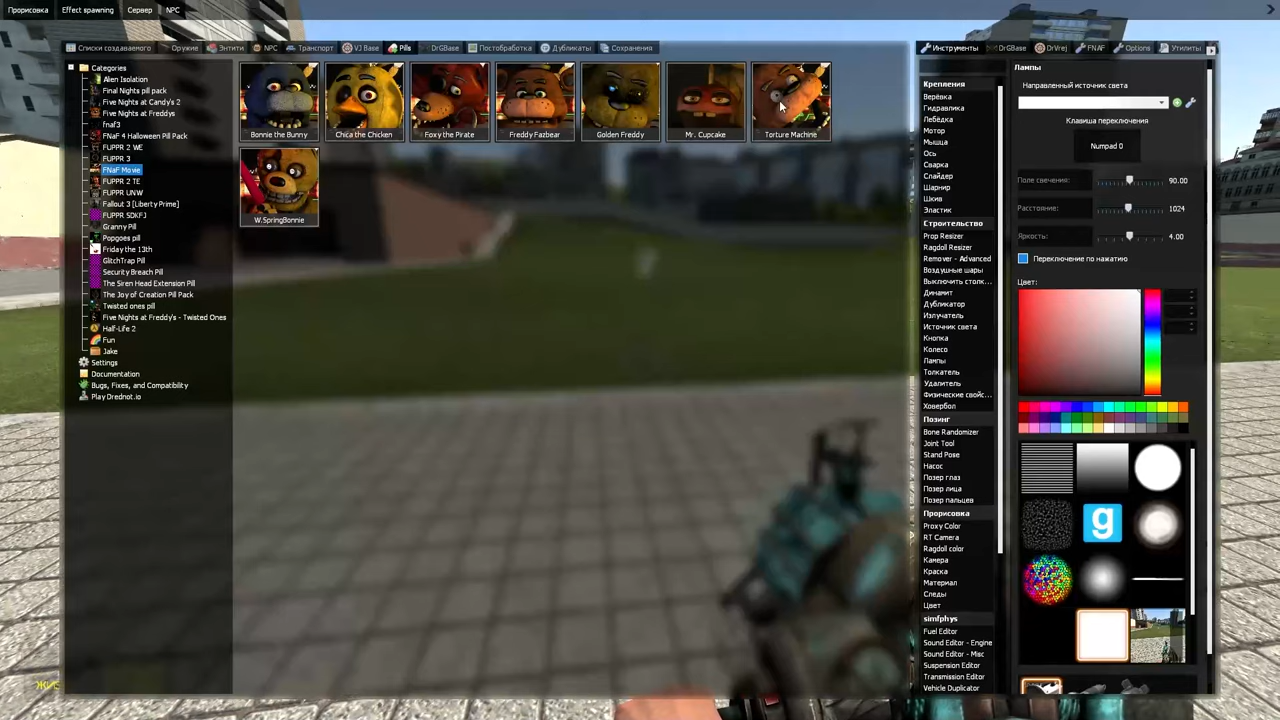 Прорисовка Effect spawning Сервер NPC
Списки создаваемого Оружие Энтити NPC Транспорт VJ Base Pills DrGBase Постобработка Дубликаты Сохранения
Categories
Alien Isolation
Final Nights pill pack
Five Nights at Candy's 2
Five Nights at Freddys
fnaf3
FNaF 4 Halloween Pill Pack
FUPPR 2 WE
FUPPR 3
FNaF Movie
FUPPR 2 TE
FUPPR UNW
Fallout 3 [Liberty Prime]
FUPPR SDKFJ
Granny Pill
Popgoes pill
Friday the 13th
GlitchTrap Pill
Security Breach Pill
The Siren Head Extension Pill
The Joy of Creation Pill Pack
Twisted ones pill
Five Nights at Freddy's - Twisted Ones
Half-Life 2
Fun
Jake
Settings
Documentation
Bugs, Fixes, and Compatibility
Play Drednot.io
Bonnie the Bunny
Chica the Chicken
Foxy the Pirate
Freddy Fazbear
Golden Freddy
Mr. Cupcake
Torture Machine
W.SpringBonnie
Инструменты DrGBase DrVrej FNAF Options Утилиты
Крепления
Верёвка
Гидравлика
Лебёдка
Мотор
Мышца
Ось
Сварка
Слайдер
Шарнир
Шкив
Эластик
Строительство
Prop Resizer
Ragdoll Resizer
Remover - Advanced
Воздушные шары
Выключить столк...
Динамит
Дубликатор
Излучатель
Источник света
Кнопка
Колесо
Лампы
Толкатель
Удалитель
Физические свой...
Ховербол
Позинг
Bone Randomizer
Joint Tool
Stand Pose
Насос
Позер глаз
Позер лица
Позер пальцев
Прорисовка
Proxy Color
RT Camera
Ragdoll color
Камера
Краска
Материал
Следы
Цвет
simfphys
Fuel Editor
Sound Editor - Engine
Sound Editor - Misc
Suspension Editor
Transmission Editor
Vehicle Duplicator
Лампы
Направленный источник света
Клавиша переключения
Numpad 0
Поле свечения: 90.00
Расстояние: 1024
Яркость: 4.00
Переключение по нажатию
Цвет:
g